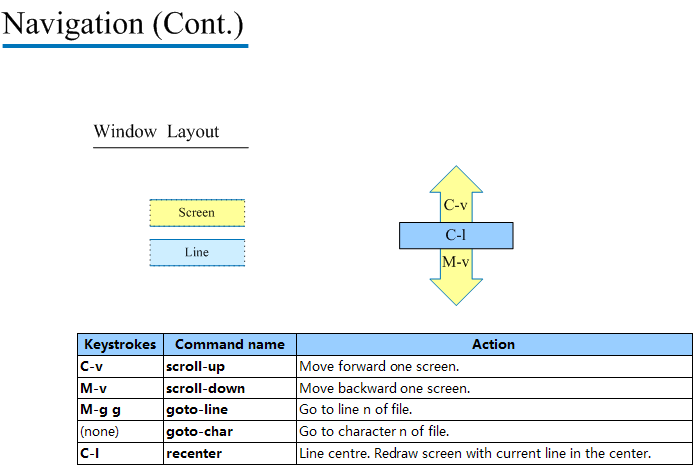 Navigation (Cont.)
Window Layout
Screen
Line
C-v
C-l
M-v
Keystrokes Command name Action
C-v scroll-up Move forward one screen.
M-v scroll-down Move backward one screen.
M-g g goto-line Go to line n of file.
(none) goto-char Go to character n of file.
C-l recenter Line centre. Redraw screen with current line in the center.